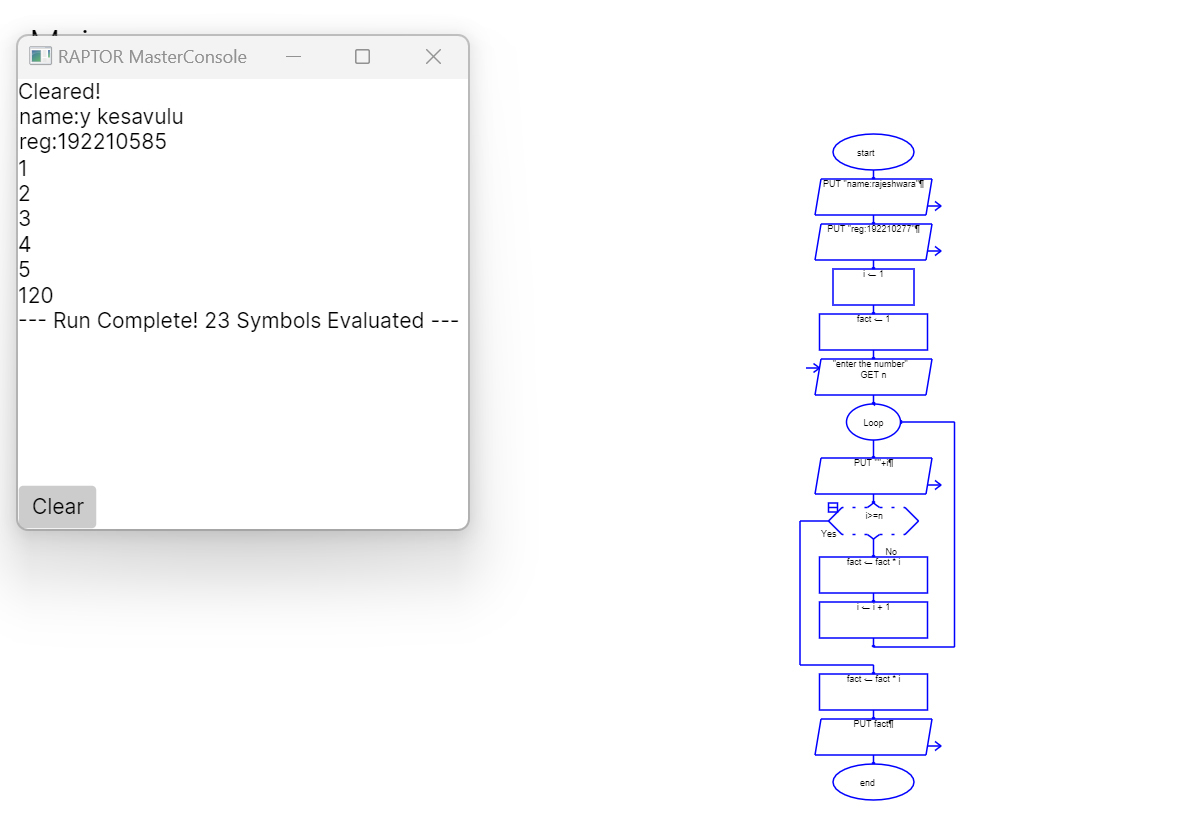 RAPTOR MasterConsole
Cleared!
name:y kesavulu
reg:192210585
1
2
3
4
5
120
--- Run Complete! 23 Symbols Evaluated ---
Clear
start
PUT "name:rajeshwara"¶
PUT "reg:192210277"¶
i ← 1
fact ← 1
"enter the number"
GET n
Loop
PUT ""+i¶
i>=n
Yes
No
fact ← fact * i
i ← i + 1
fact ← fact * i
PUT fact¶
end